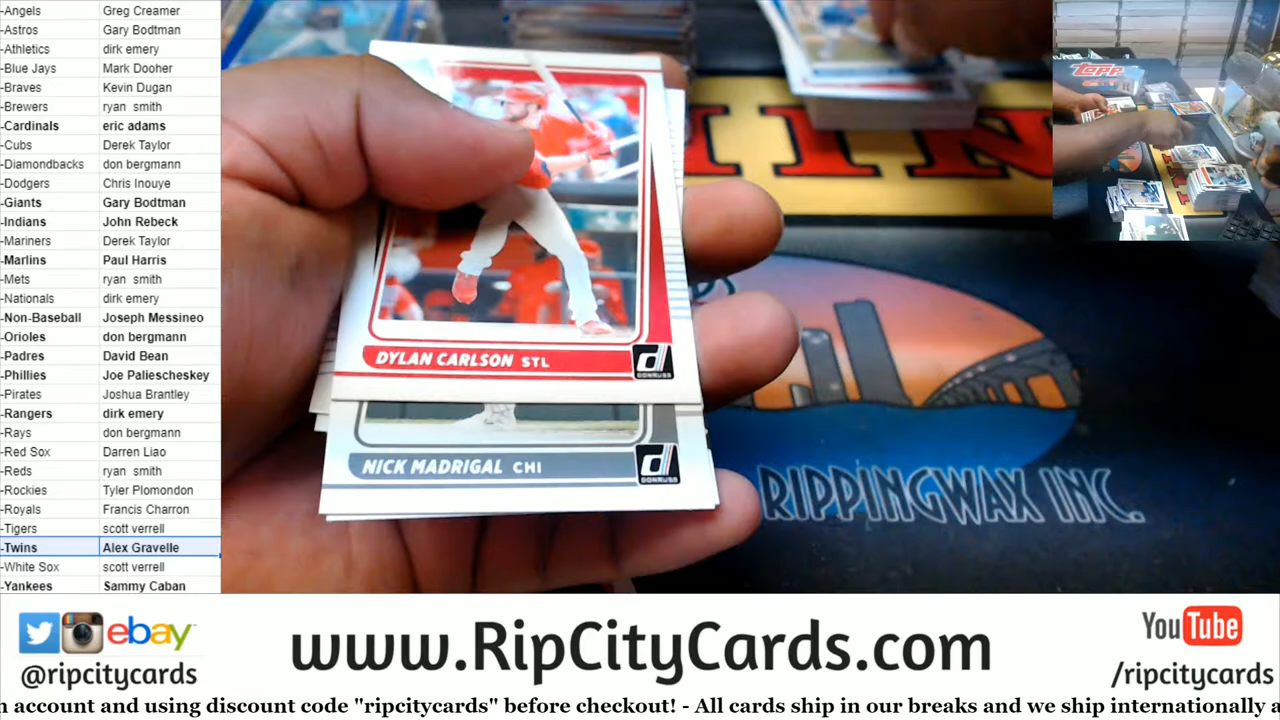 -Angels Greg Creamer
-Astros Gary Bodtman
-Athletics dirk emery
-Blue Jays Mark Dooher
-Braves Kevin Dugan
-Brewers ryan smith
-Cardinals eric adams
-Cubs Derek Taylor
-Diamondbacks don bergmann
-Dodgers Chris Inouye
-Giants Gary Bodtman
-Indians John Rebeck
-Mariners Derek Taylor
-Marlins Paul Harris
-Mets ryan smith
-Nationals dirk emery
-Non-Baseball Joseph Messineo
-Orioles don bergmann
-Padres David Bean
-Phillies Joe Paliescheskey
-Pirates Joshua Brantley
-Rangers dirk emery
-Rays don bergmann
-Red Sox Darren Liao
-Reds ryan smith
-Rockies Tyler Plomondon
-Royals Francis Charron
-Tigers scott verrell
-Twins Alex Gravelle
-White Sox scott verrell
-Yankees Sammy Caban
DYLAN CARLSON STL
DONRUSS
NICK MADRIGAL CHI
DONRUSS
RIPPINGWAX INC.
ebay
@ripcitycards
www.RipCityCards.com
YouTube
/ripcitycards
account and using discount code "ripcitycards" before checkout! - All cards ship in our breaks and we ship internationally